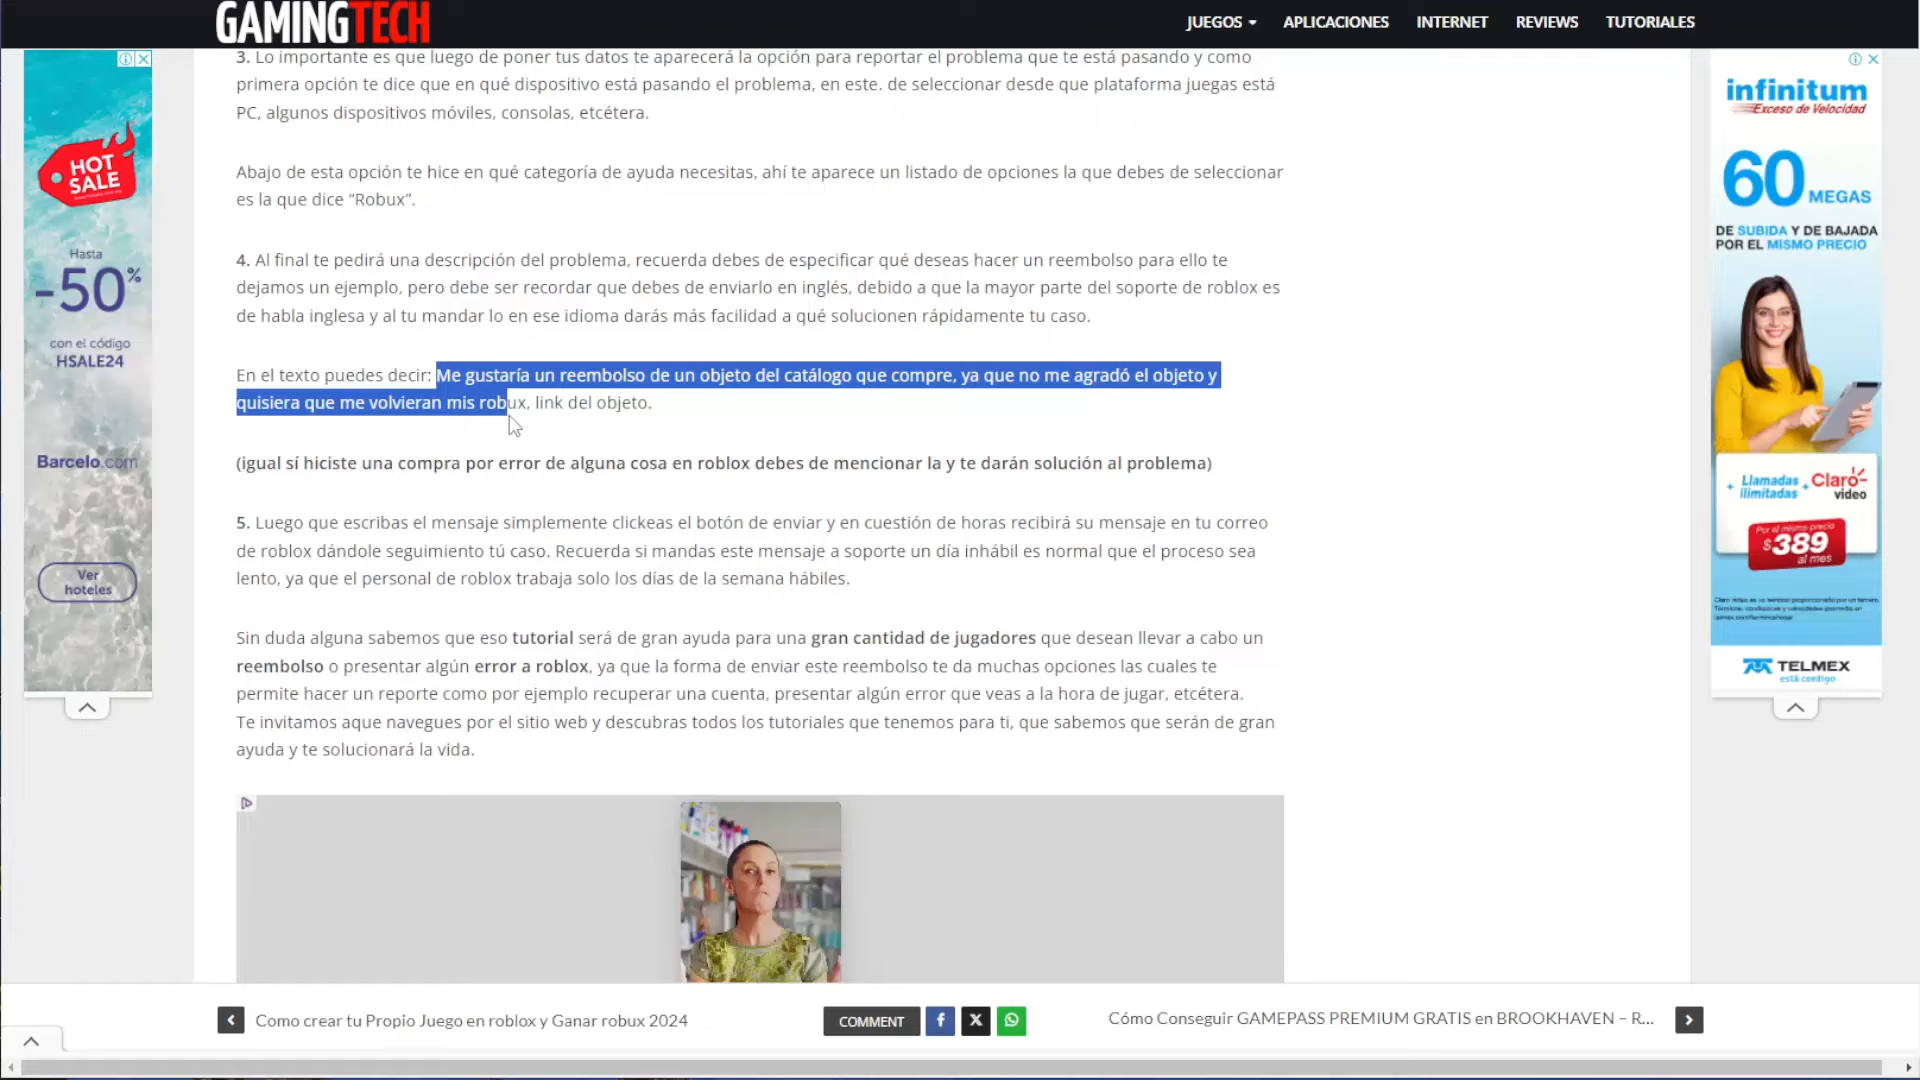 GAMINGTECH
JUEGOS
APLICACIONES
INTERNET
REVIEWS
TUTORIALES
3. Lo importante es que luego de poner tus datos te aparecerá la opción para reportar el problema que te está pasando y como
primera opción te dice que en qué dispositivo está pasando el problema, en este. de seleccionar desde que plataforma juegas está
PC, algunos dispositivos móviles, consolas, etcétera.
Abajo de esta opción te hice en qué categoría de ayuda necesitas, ahí te aparece un listado de opciones la que debes de seleccionar
es la que dice “Robux”.
4. Al final te pedirá una descripción del problema, recuerda debes de especificar qué deseas hacer un reembolso para ello te
dejamos un ejemplo, pero debe ser recordar que debes de enviarlo en inglés, debido a que la mayor parte del soporte de roblox es
de habla inglesa y al tu mandar lo en ese idioma darás más facilidad a qué solucionen rápidamente tu caso.
En el texto puedes decir: Me gustaría un reembolso de un objeto del catálogo que compre, ya que no me agradó el objeto y
quisiera que me volvieran mis robux, link del objeto.
(igual sí hiciste una compra por error de alguna cosa en roblox debes de mencionar la y te darán solución al problema)
5. Luego que escribas el mensaje simplemente clickeas el botón de enviar y en cuestión de horas recibirá su mensaje en tu correo
de roblox dándole seguimiento tú caso. Recuerda si mandas este mensaje a soporte un día inhábil es normal que el proceso sea
lento, ya que el personal de roblox trabaja solo los días de la semana hábiles.
Sin duda alguna sabemos que eso tutorial será de gran ayuda para una gran cantidad de jugadores que desean llevar a cabo un
reembolso o presentar algún error a roblox, ya que la forma de enviar este reembolso te da muchas opciones las cuales te
permite hacer un reporte como por ejemplo recuperar una cuenta, presentar algún error que veas a la hora de jugar, etcétera.
Te invitamos aque navegues por el sitio web y descubras todos los tutoriales que tenemos para ti, que sabemos que serán de gran
ayuda y te solucionará la vida.
HOT
SALE
Hasta
-50%
con el código
HSALE24
Barcelo.com
Ver
hoteles
infinitum
Exceso de Velocidad
60 MEGAS
DE SUBIDA Y DE BAJADA
POR EL MISMO PRECIO
+ Llamadas
ilimitadas + Claro
video
Por el mismo precio
$389
al mes
TELMEX
está contigo
Como crear tu Propio Juego en roblox y Ganar robux 2024
COMMENT
Cómo Conseguir GAMEPASS PREMIUM GRATIS en BROOKHAVEN – R...